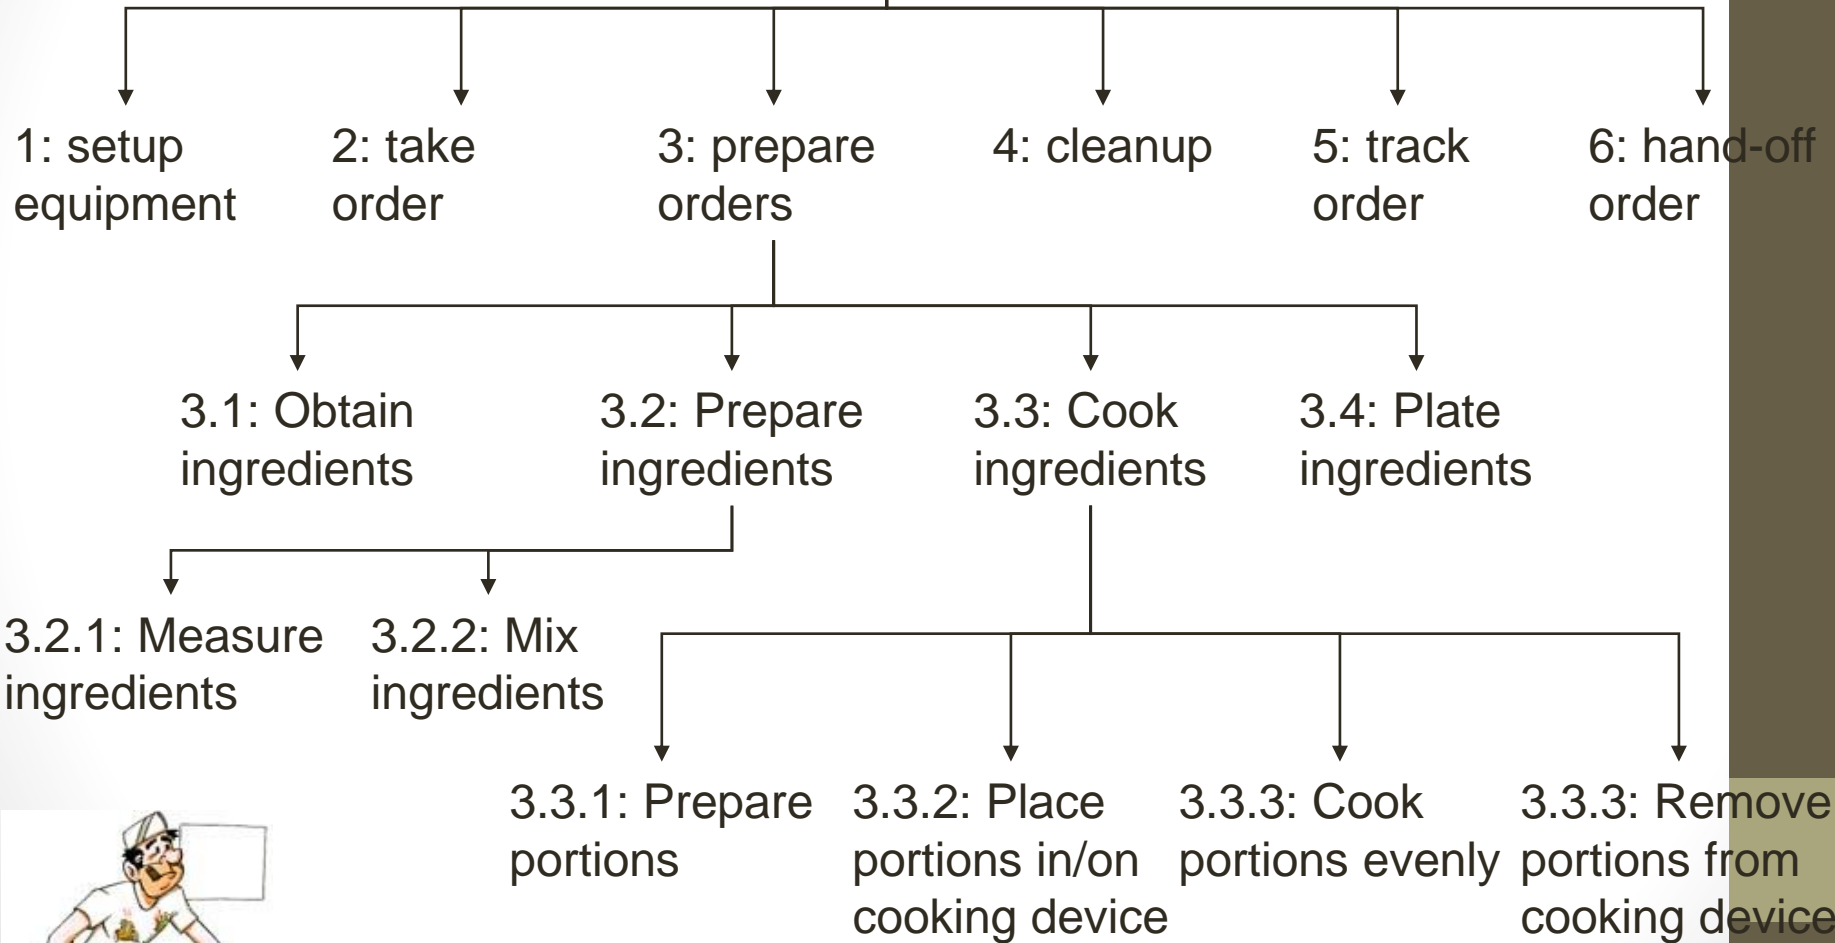 1: setup
equipment
2: take
order
3: prepare
orders
4: cleanup
5: track
order
6: hand-off
order
3.1: Obtain
ingredients
3.2: Prepare
ingredients
3.3: Cook
ingredients
3.4: Plate
ingredients
3.2.1: Measure
ingredients
3.2.2: Mix
ingredients
3.3.1: Prepare
portions
3.3.2: Place
portions in/on
cooking device
3.3.3: Cook
portions evenly
3.3.3: Remove
portions from
cooking device